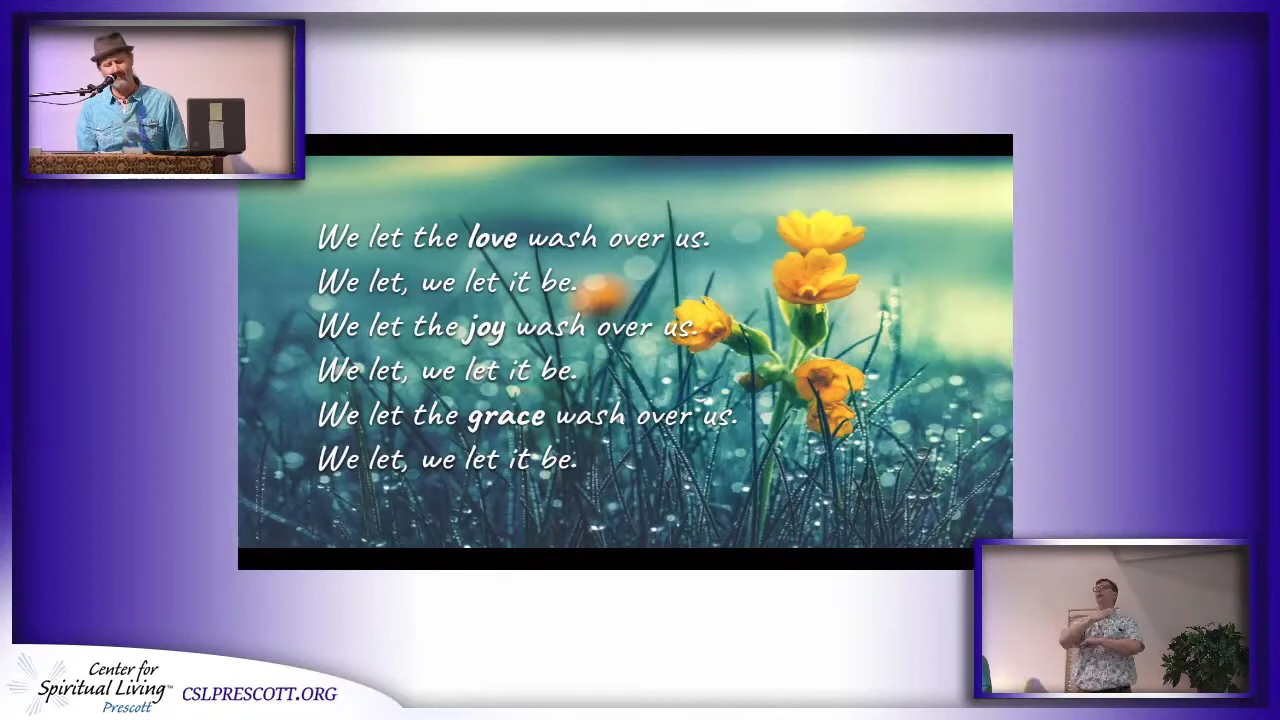 We let the love wash over us.
We let, we let it be.
We let the joy wash over us.
We let, we let it be.
We let the grace wash over us.
We let, we let it be.
Center for
Spiritual Living™
Prescott
CSLPRESCOTT.ORG